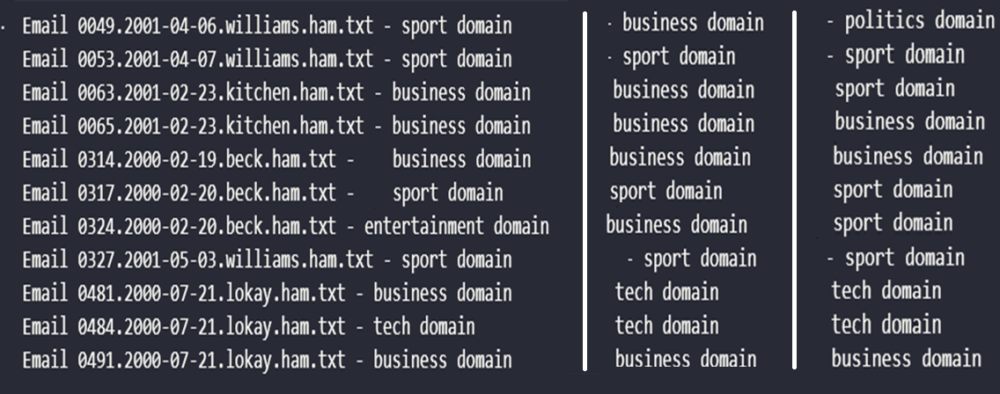 · Email 0049.2001-04-06.williams.ham.txt - sport domain · business domain - politics domain
Email 0053.2001-04-07.williams.ham.txt - sport domain · sport domain - sport domain
Email 0063.2001-02-23.kitchen.ham.txt - business domain business domain sport domain
Email 0065.2001-02-23.kitchen.ham.txt - business domain business domain business domain
Email 0314.2000-02-19.beck.ham.txt - business domain business domain business domain
Email 0317.2000-02-20.beck.ham.txt - sport domain sport domain sport domain
Email 0324.2000-02-20.beck.ham.txt - entertainment domain business domain sport domain
Email 0327.2001-05-03.williams.ham.txt - sport domain - sport domain - sport domain
Email 0481.2000-07-21.lokay.ham.txt - business domain tech domain tech domain
Email 0484.2000-07-21.lokay.ham.txt - tech domain tech domain tech domain
Email 0491.2000-07-21.lokay.ham.txt - business domain business domain business domain